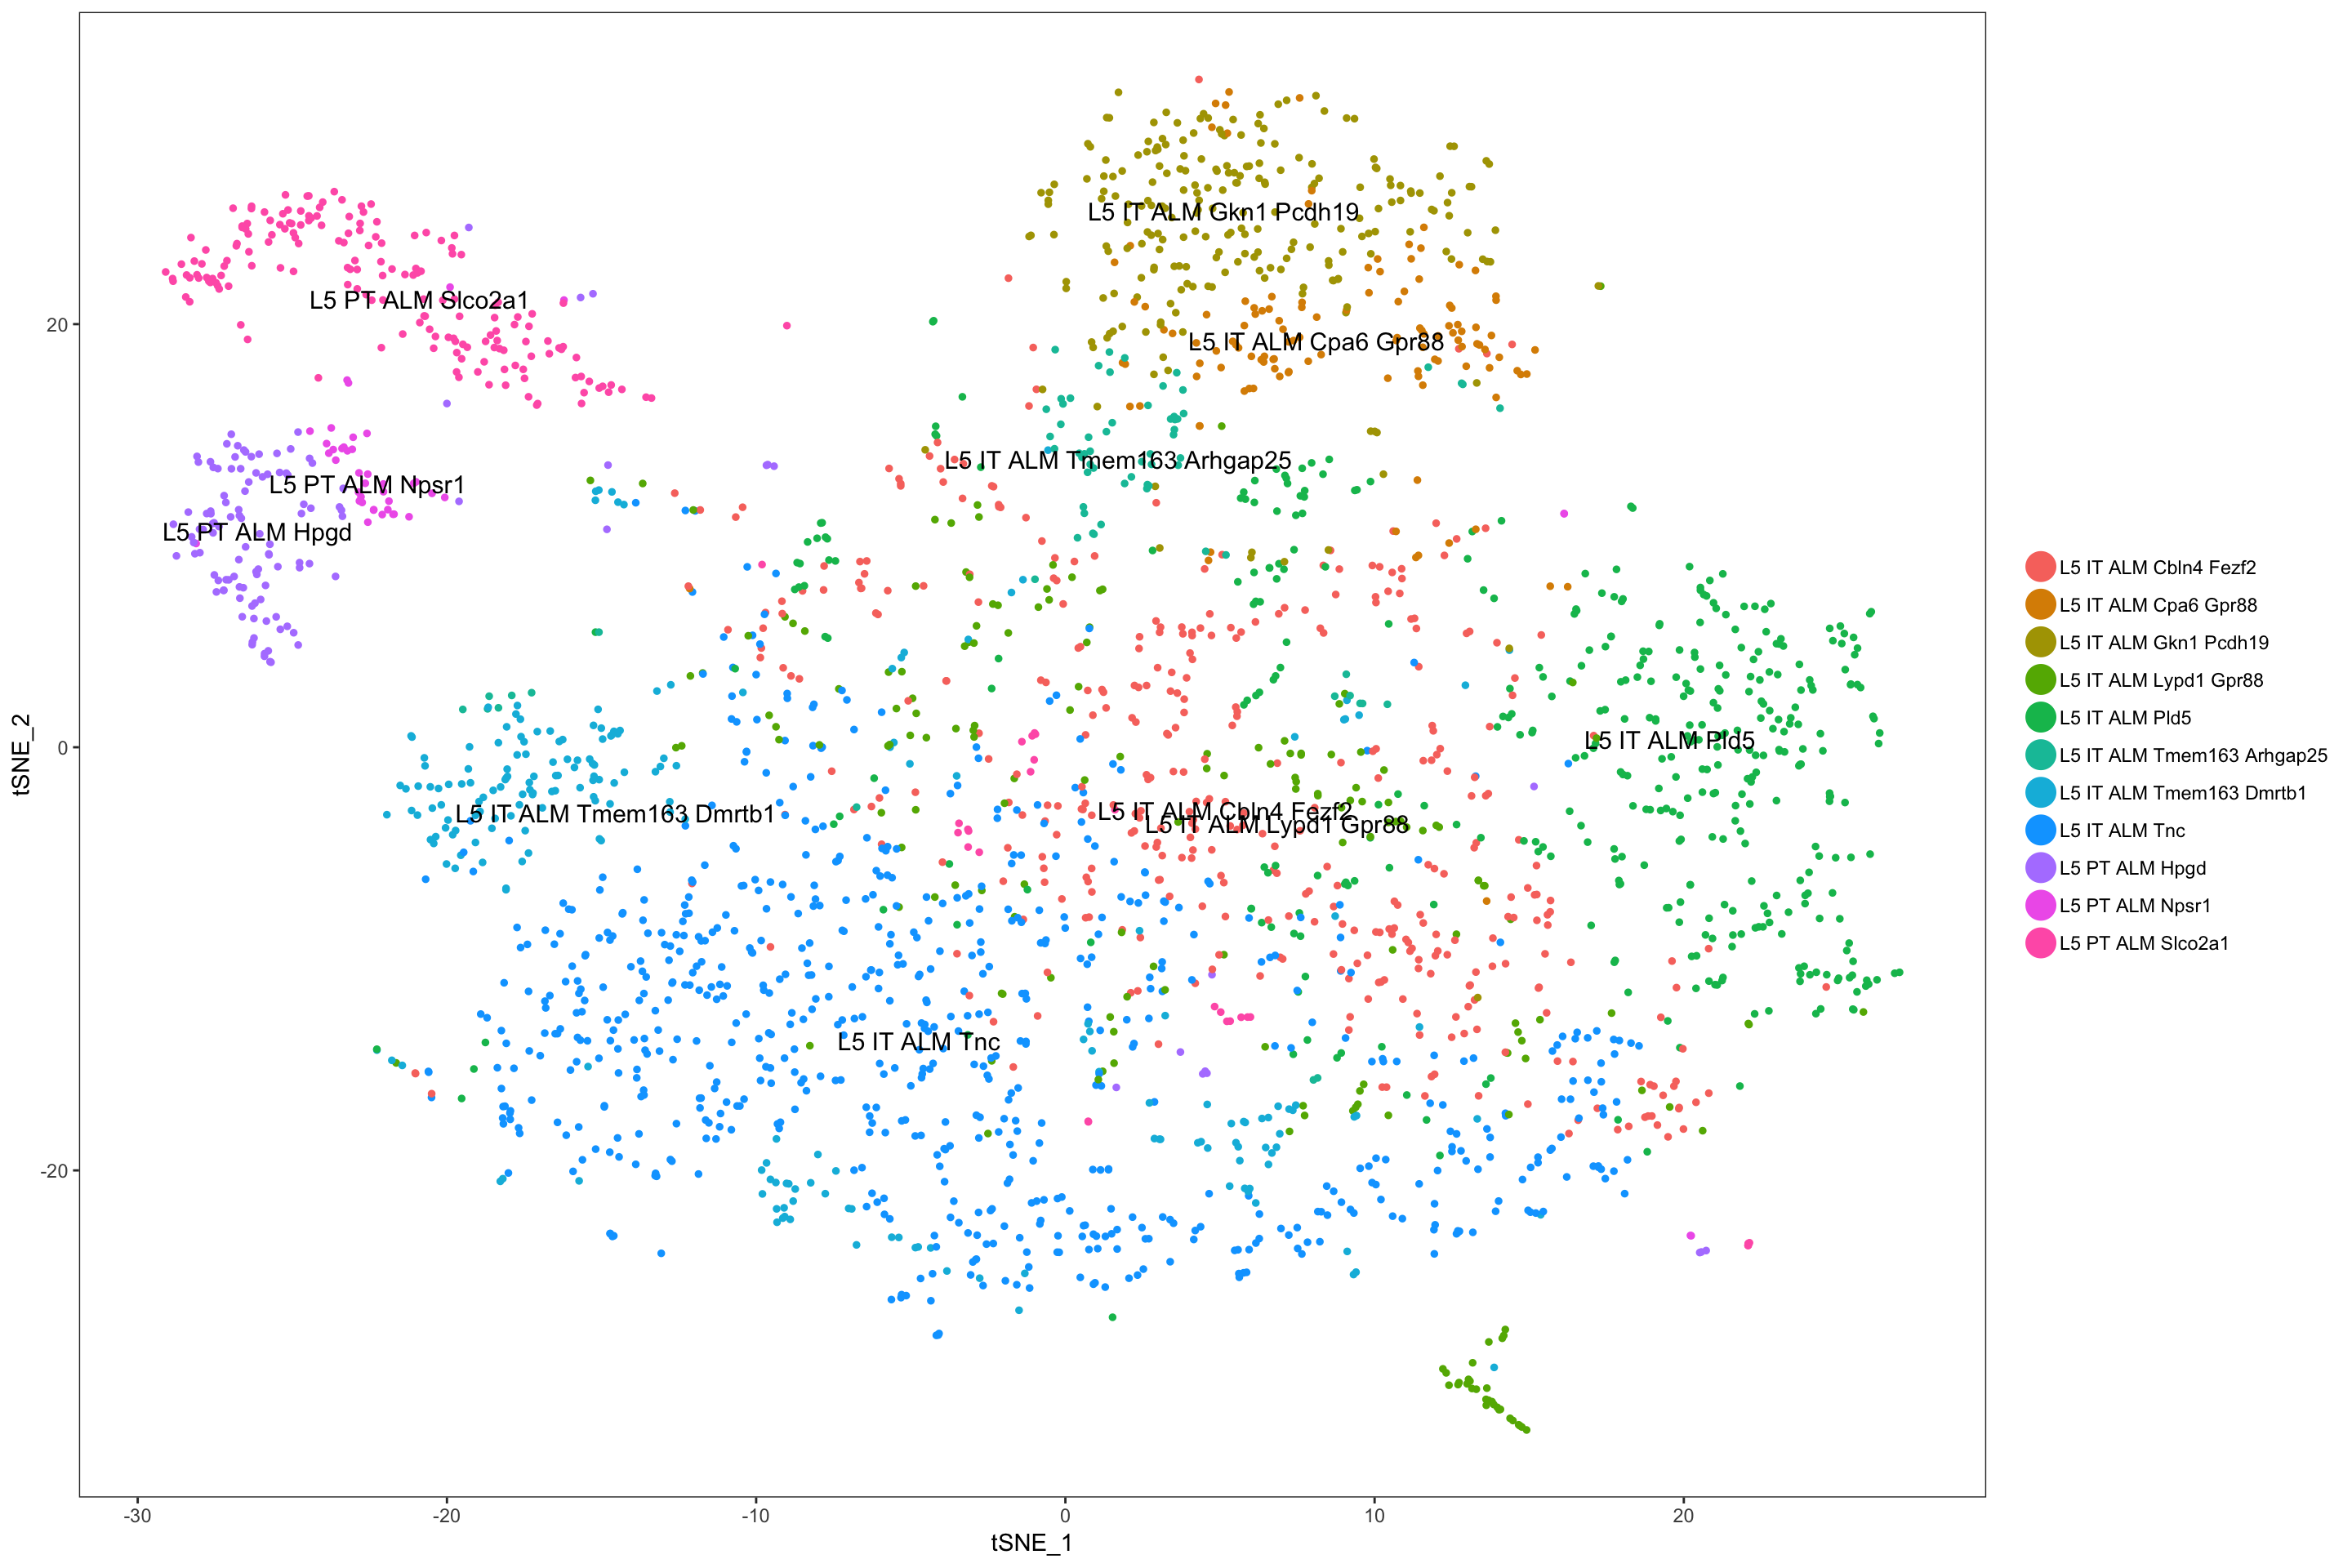 L5 IT ALM Gkn1 Pcdh19
L5 PT ALM Slco2a1
20
L5 IT ALM Cpa6 Gpr88
L5 IT ALM Tmem163 Arhgap25
L5 PT ALM Npsr1
L5 PT ALM Hpgd
L5 IT ALM Pld5
0
tSNE_2
L5 IT ALM Tmem163 Dmrtb1
L5 IT ALM Cbln4 Fezf2
L5 IT ALM Lypd1 Gpr88
L5 IT ALM Tnc
-20
-30 -20 -10 0 10 20
tSNE_1
L5 IT ALM Cbln4 Fezf2
L5 IT ALM Cpa6 Gpr88
L5 IT ALM Gkn1 Pcdh19
L5 IT ALM Lypd1 Gpr88
L5 IT ALM Pld5
L5 IT ALM Tmem163 Arhgap25
L5 IT ALM Tmem163 Dmrtb1
L5 IT ALM Tnc
L5 PT ALM Hpgd
L5 PT ALM Npsr1
L5 PT ALM Slco2a1